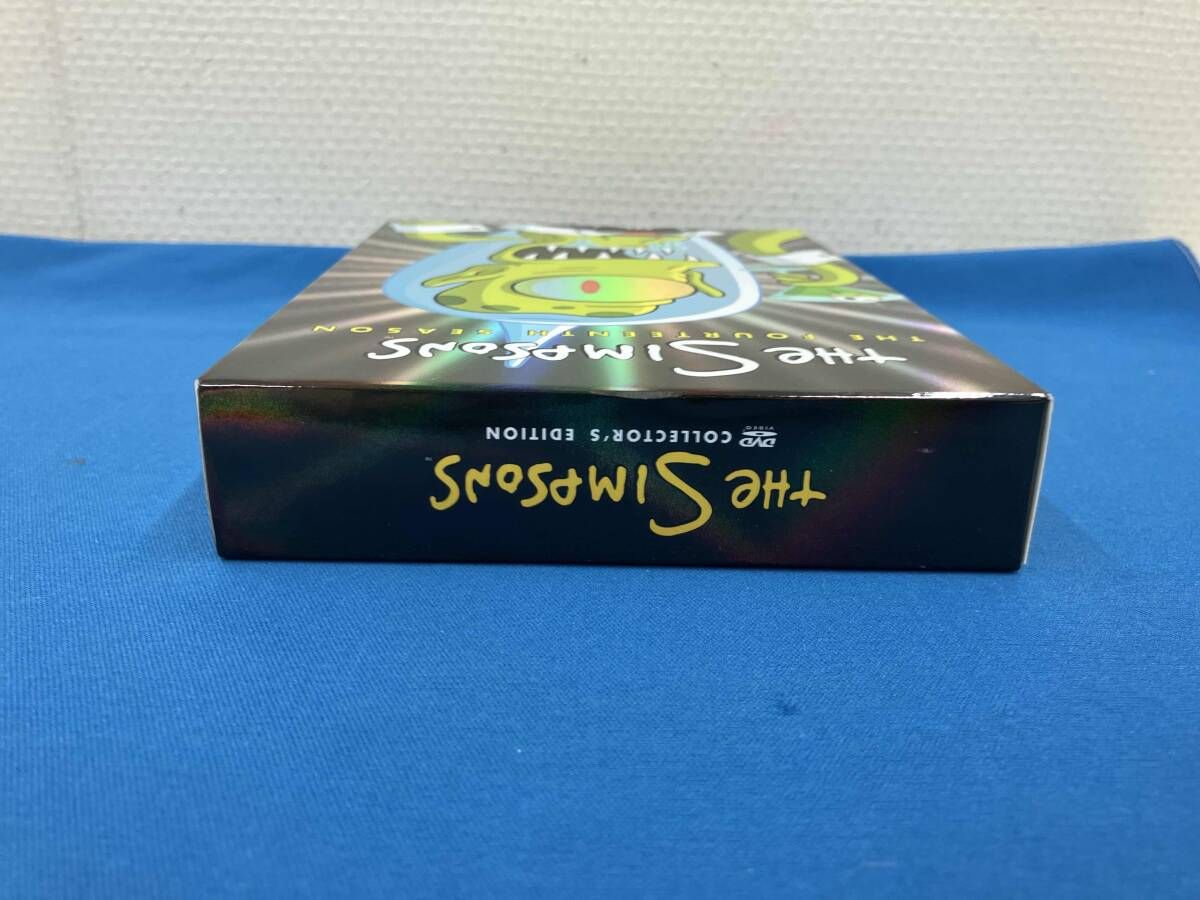 THE SIMPSONS
THE FOURTEENTH SEASON
THE SIMPSONS
DVD VIDEO COLLECTOR'S EDITION